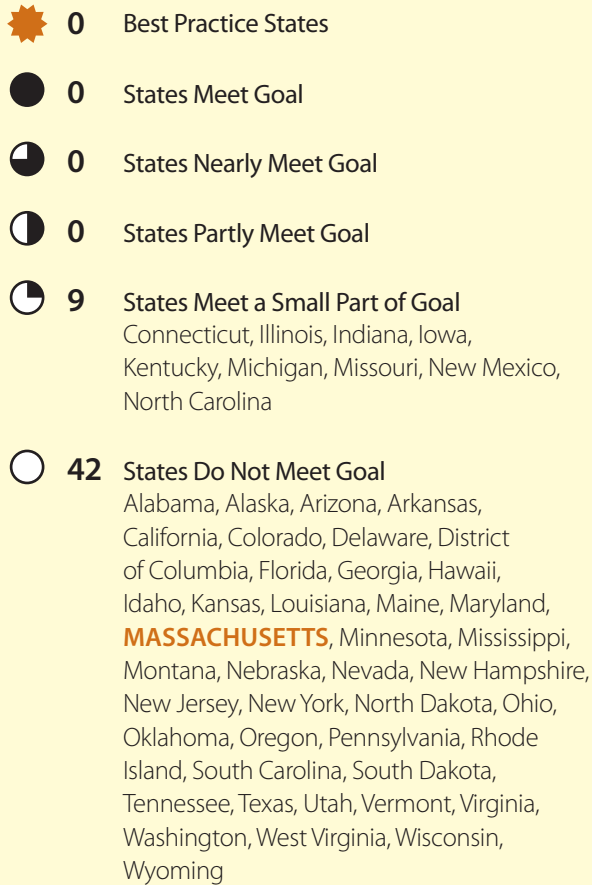 0 Best Practice States
0 States Meet Goal
0 States Nearly Meet Goal
0 States Partly Meet Goal
9 States Meet a Small Part of Goal
Connecticut, Illinois, Indiana, Iowa,
Kentucky, Michigan, Missouri, New Mexico,
North Carolina
42 States Do Not Meet Goal
Alabama, Alaska, Arizona, Arkansas,
California, Colorado, Delaware, District
of Columbia, Florida, Georgia, Hawaii,
Idaho, Kansas, Louisiana, Maine, Maryland,
MASSACHUSETTS, Minnesota, Mississippi,
Montana, Nebraska, Nevada, New Hampshire,
New Jersey, New York, North Dakota, Ohio,
Oklahoma, Oregon, Pennsylvania, Rhode
Island, South Carolina, South Dakota,
Tennessee, Texas, Utah, Vermont, Virginia,
Washington, West Virginia, Wisconsin,
Wyoming